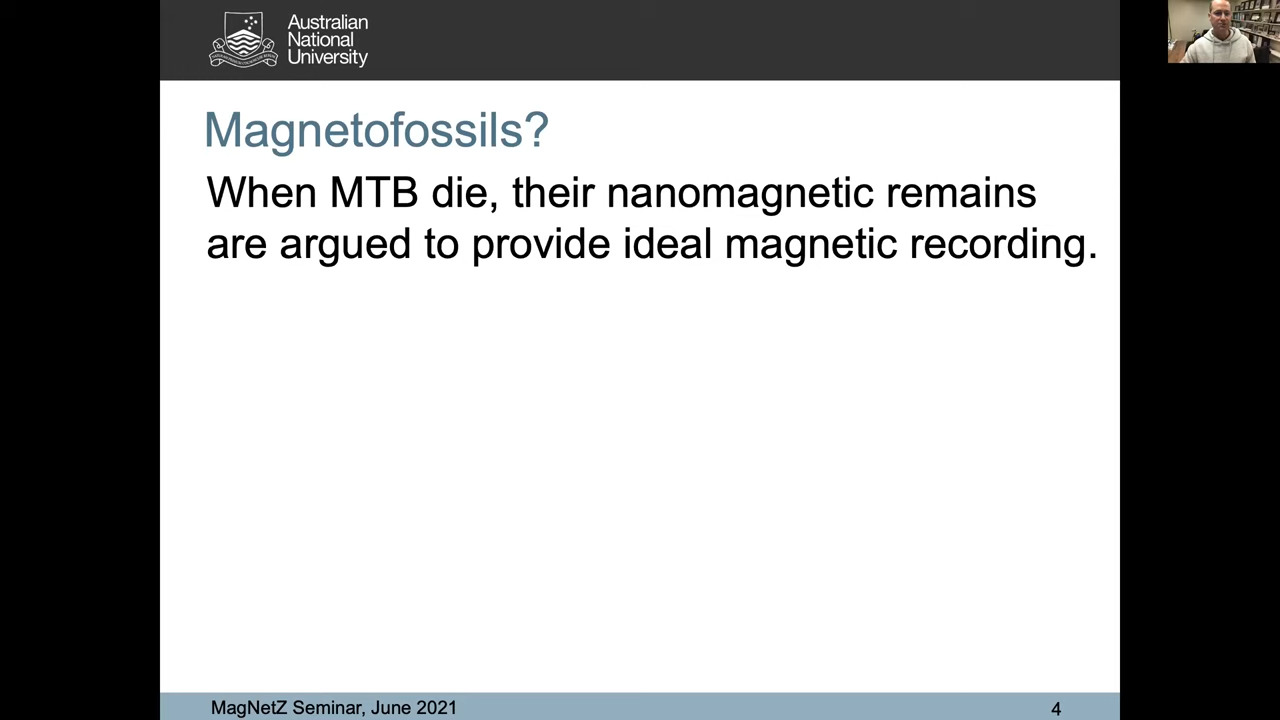 Australian
National
University
Magnetofossils?
When MTB die, their nanomagnetic remains
are argued to provide ideal magnetic recording.
MagNetZ Seminar, June 2021
4